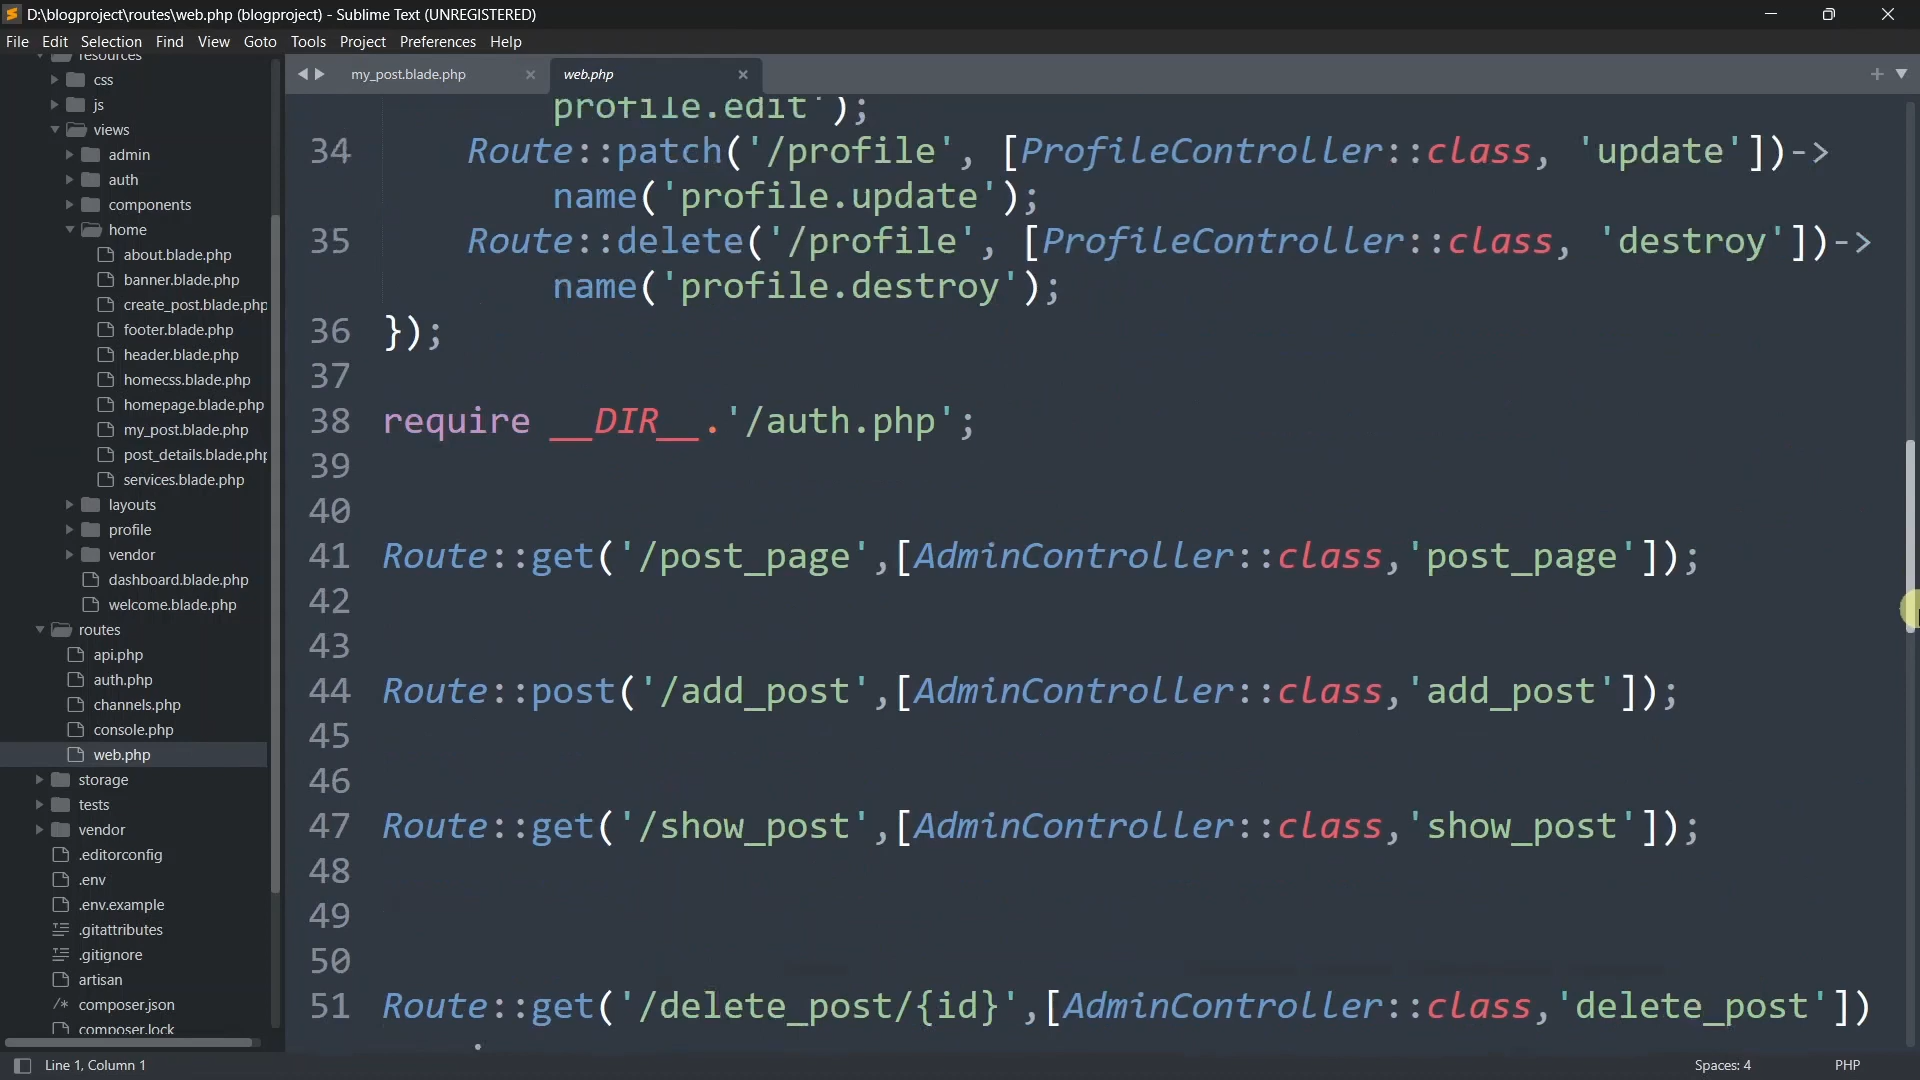 D:\blogproject\routes\web.php (blogproject) - Sublime Text (UNREGISTERED)
File Edit Selection Find View Goto Tools Project Preferences Help
resources
css
js
views
admin
auth
components
home
about.blade.php
banner.blade.php
create_post.blade.php
footer.blade.php
header.blade.php
homecss.blade.php
homepage.blade.php
my_post.blade.php
post_details.blade.php
services.blade.php
layouts
profile
vendor
dashboard.blade.php
welcome.blade.php
routes
api.php
auth.php
channels.php
console.php
web.php
storage
tests
vendor
.editorconfig
.env
.env.example
.gitattributes
.gitignore
artisan
composer.json
composer.lock
my_post.blade.php
web.php
profile.edit');
34 Route::patch('/profile', [ProfileController::class, 'update'])->
name('profile.update');
35 Route::delete('/profile', [ProfileController::class, 'destroy'])->
name('profile.destroy');
36 });
37
38 require __DIR__.'/auth.php';
39
40
41 Route::get('/post_page',[AdminController::class,'post_page']);
42
43
44 Route::post('/add_post',[AdminController::class,'add_post']);
45
46
47 Route::get('/show_post',[AdminController::class,'show_post']);
48
49
50
51 Route::get('/delete_post/{id}',[AdminController::class,'delete_post'])
Line 1, Column 1
Spaces: 4
PHP